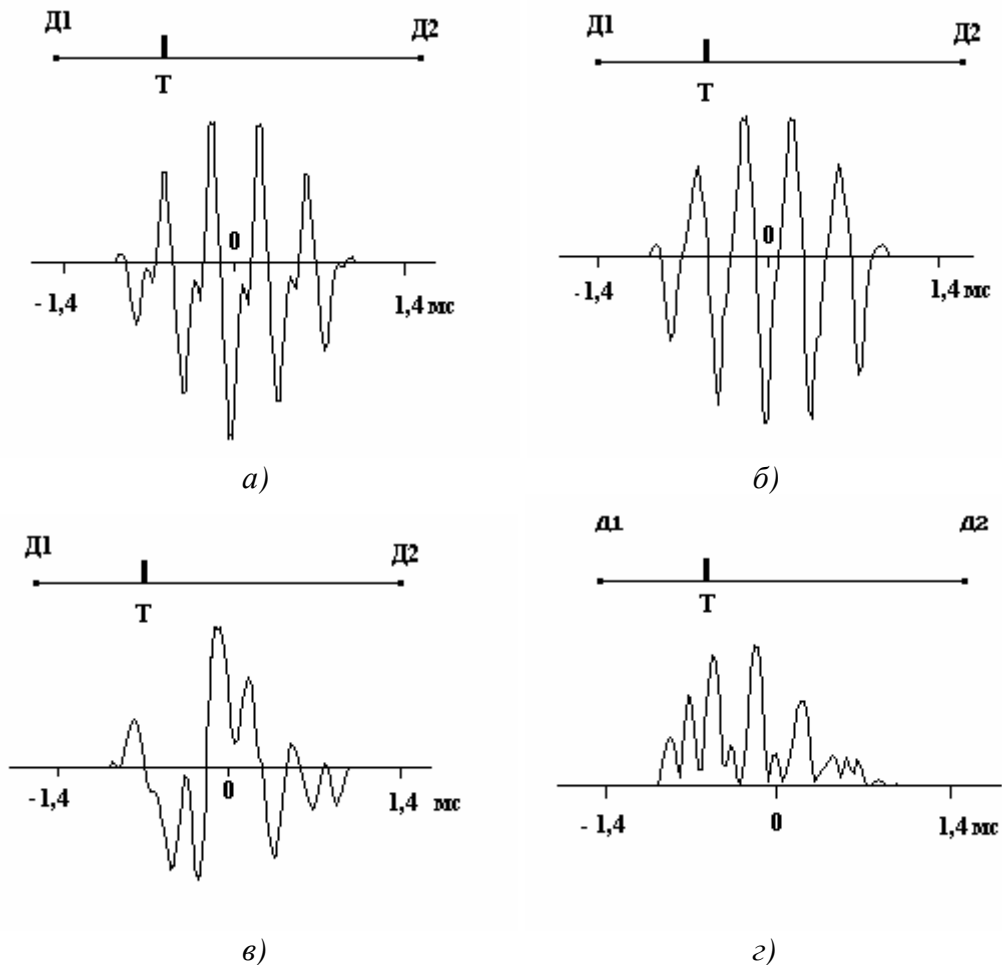 Д1 Д2
Т
0
- 1,4 1,4 мс
а)
Д1 Д2
Т
0
-1,4 1,4 мс
б)
Д1 Д2
Т
- 1,4 0 1,4 мс
в)
Д1 Д2
Т
- 1,4 0 1,4 мс
г)